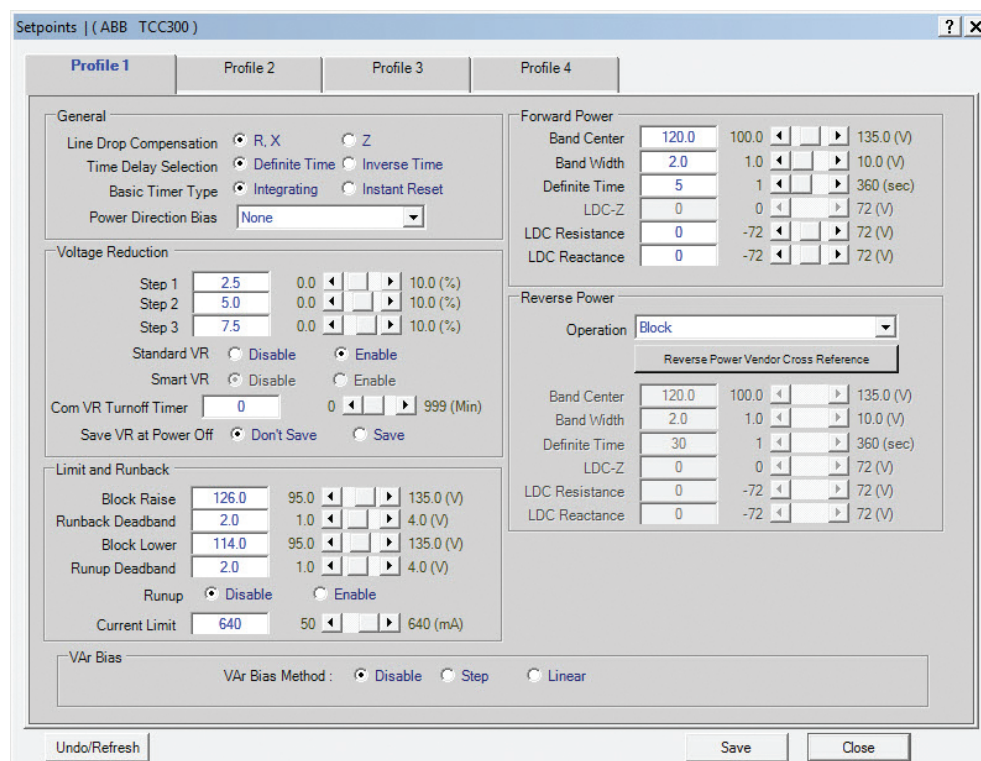 Setpoints | ( ABB TCC300 )
Profile 1 Profile 2 Profile 3 Profile 4
General
Line Drop Compensation R, X Z
Time Delay Selection Definite Time Inverse Time
Basic Timer Type Integrating Instant Reset
Power Direction Bias None
Voltage Reduction
Step 1 2.5 0.0 10.0 (%)
Step 2 5.0 0.0 10.0 (%)
Step 3 7.5 0.0 10.0 (%)
Standard VR Disable Enable
Smart VR Disable Enable
Com VR Turnoff Timer 0 0 999 (Min)
Save VR at Power Off Don't Save Save
Limit and Runback
Block Raise 126.0 95.0 135.0 (V)
Runback Deadband 2.0 1.0 4.0 (V)
Block Lower 114.0 95.0 135.0 (V)
Runup Deadband 2.0 1.0 4.0 (V)
Runup Disable Enable
Current Limit 640 50 640 (mA)
Forward Power
Band Center 120.0 100.0 135.0 (V)
Band Width 2.0 1.0 10.0 (V)
Definite Time 5 1 360 (sec)
LDC-Z 0 0 72 (V)
LDC Resistance 0 -72 72 (V)
LDC Reactance 0 -72 72 (V)
Reverse Power
Operation Block
Reverse Power Vendor Cross Reference
Band Center 120.0 100.0 135.0 (V)
Band Width 2.0 1.0 10.0 (V)
Definite Time 30 1 360 (sec)
LDC-Z 0 0 72 (V)
LDC Resistance 0 -72 72 (V)
LDC Reactance 0 -72 72 (V)
VAr Bias
VAr Bias Method : Disable Step Linear
Undo/Refresh Save Close